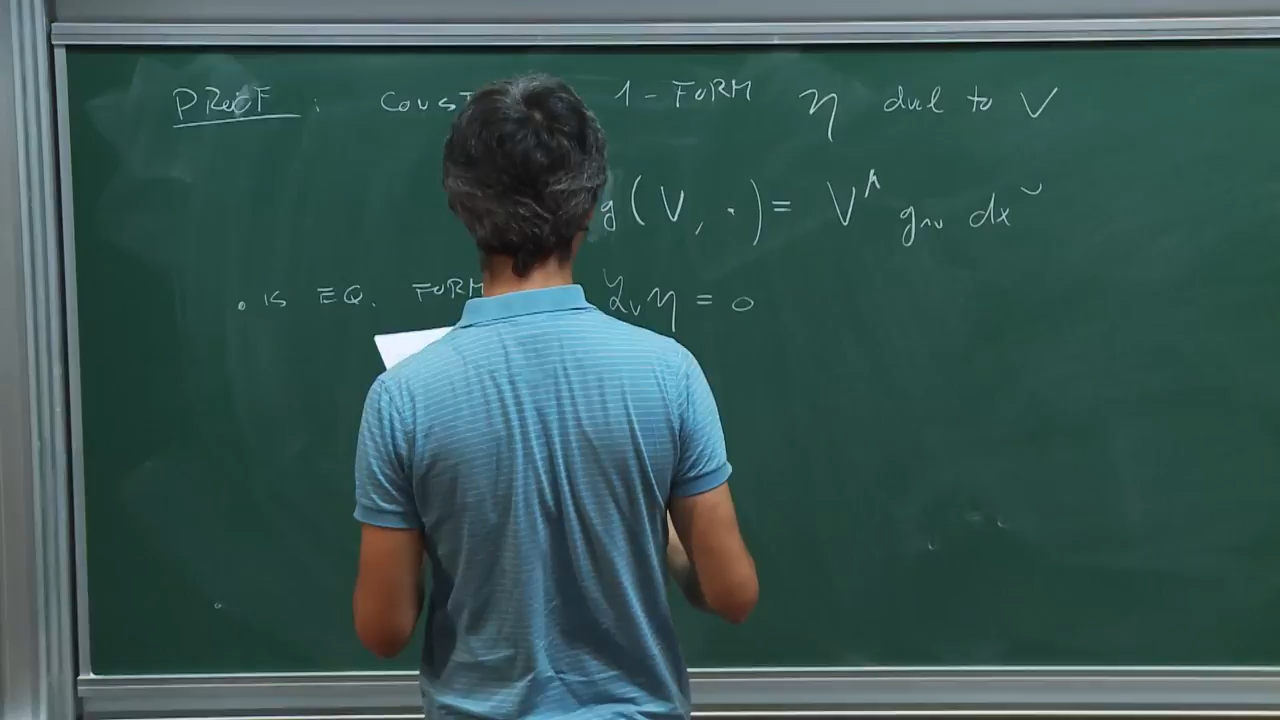 PROOF : CONST 1-FORM η dual to V
g(V, ·) = V^μ g_μν dx^ν
• IS EQ. FORM ℒ_V η = 0